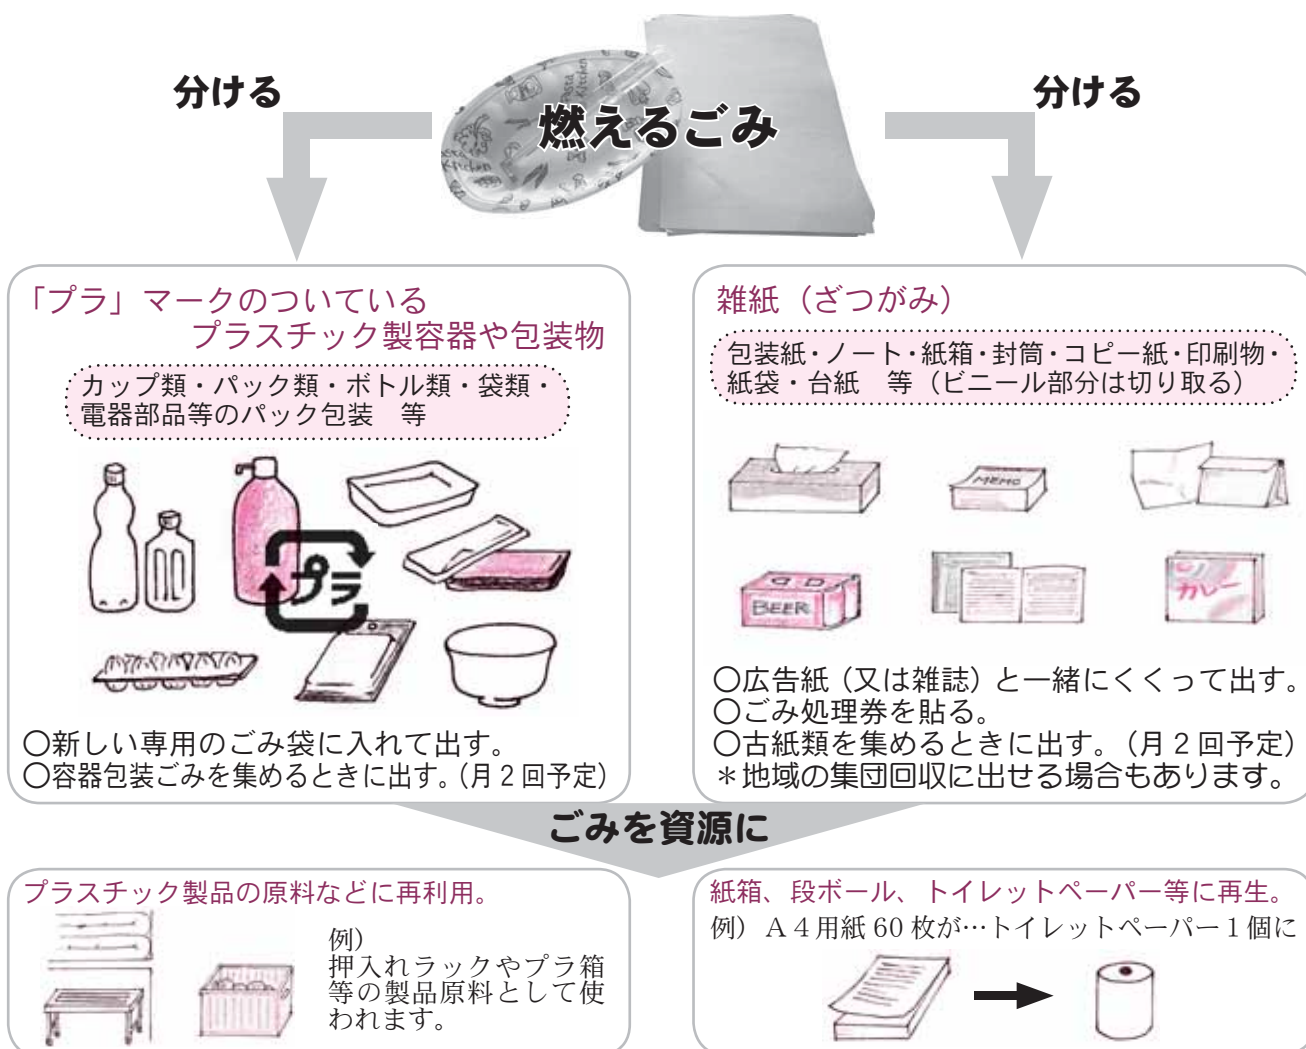 分ける
燃えるごみ
分ける
Pasta Kitchen
Pasta Kitchen
「プラ」マークのついている
プラスチック製容器や包装物
カップ類・パック類・ボトル類・袋類・
電器部品等のパック包装　等
プラ
○新しい専用のごみ袋に入れて出す。
○容器包装ごみを集めるときに出す。(月２回予定)
雑紙（ざつがみ）
包装紙・ノート・紙箱・封筒・コピー紙・印刷物・
紙袋・台紙　等（ビニール部分は切り取る）
MEMO
BEER
カレー
○広告紙（又は雑誌）と一緒にくくって出す。
○ごみ処理券を貼る。
○古紙類を集めるときに出す。（月２回予定）
＊地域の集団回収に出せる場合もあります。
ごみを資源に
プラスチック製品の原料などに再利用。
例）
押入れラックやプラ箱
等の製品原料として使
われます。
紙箱、段ボール、トイレットペーパー等に再生。
例）Ａ４用紙 60 枚が…トイレットペーパー１個に